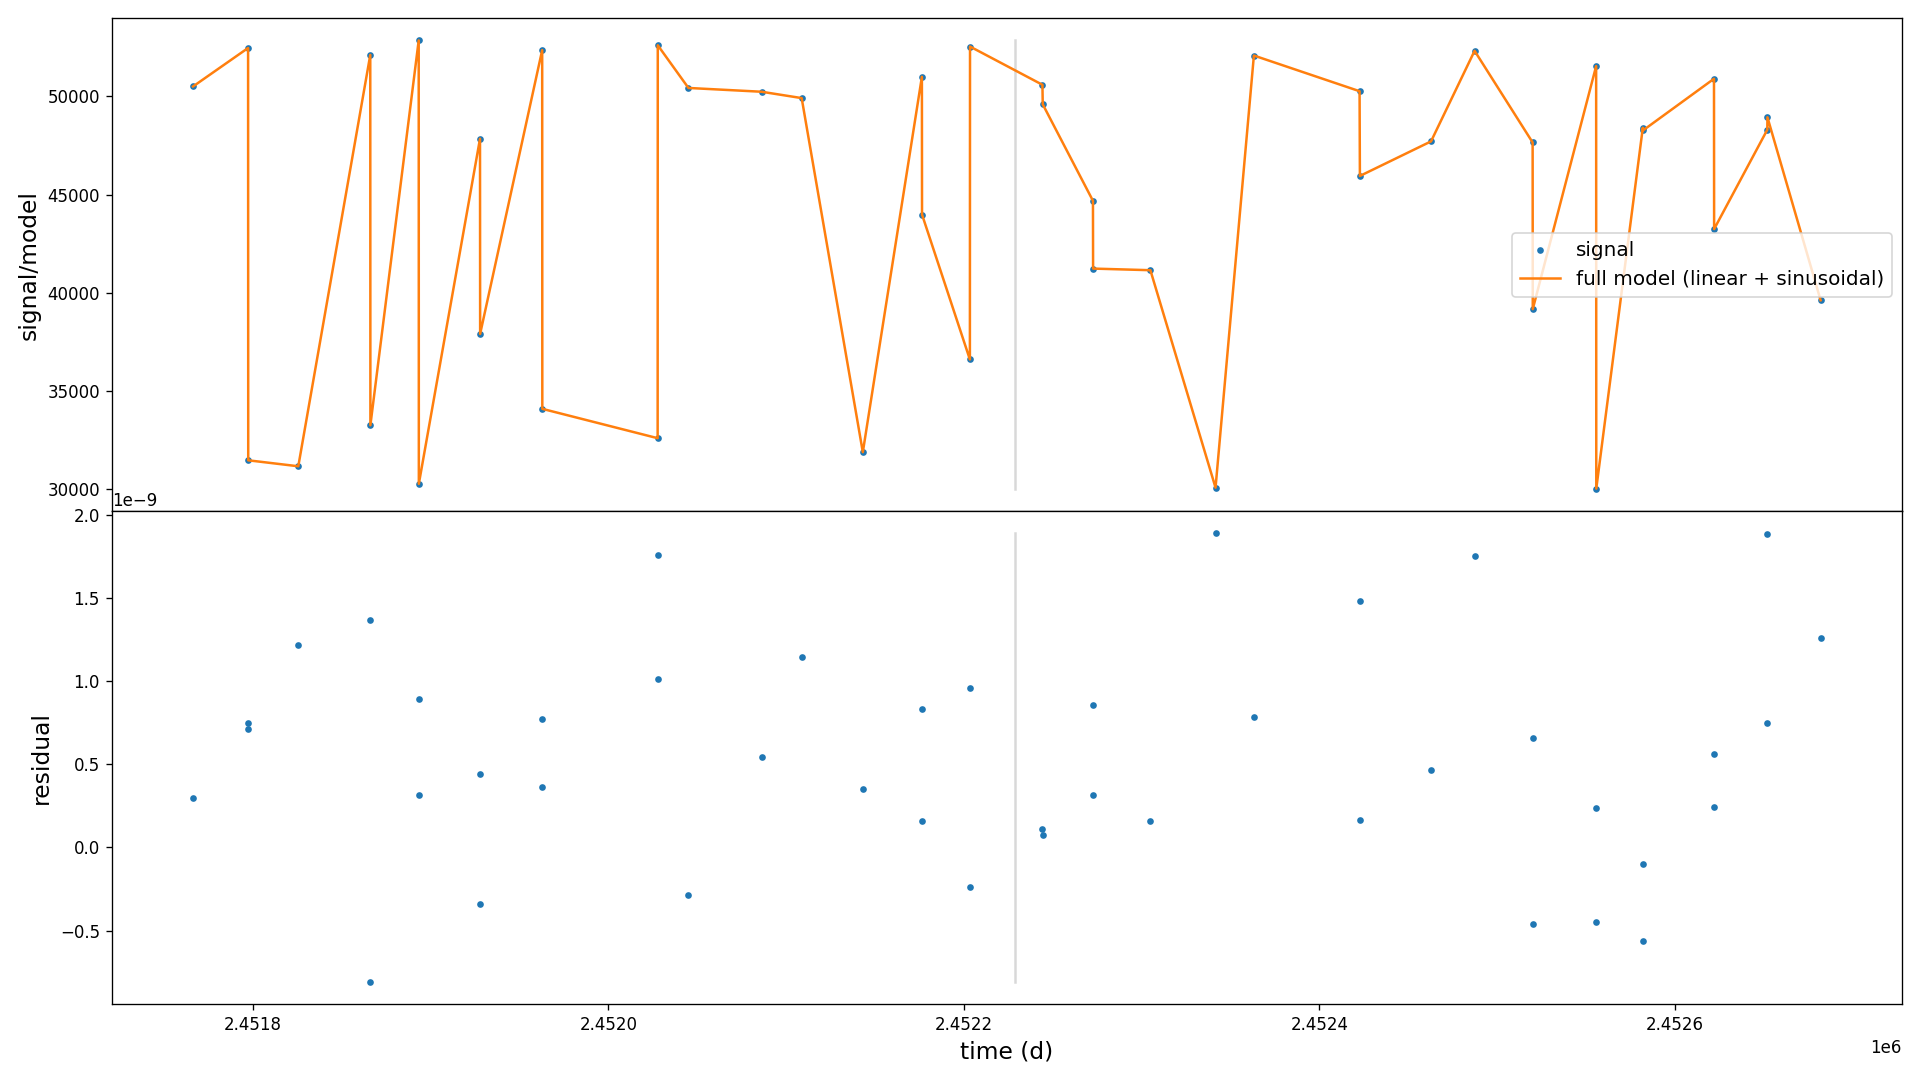 signal/model
50000
45000
40000
35000
30000
signal
full model (linear + sinusoidal)
1e−9
residual
2.0
1.5
1.0
0.5
0.0
−0.5
2.4518
2.4520
2.4522
2.4524
2.4526
1e6
time (d)